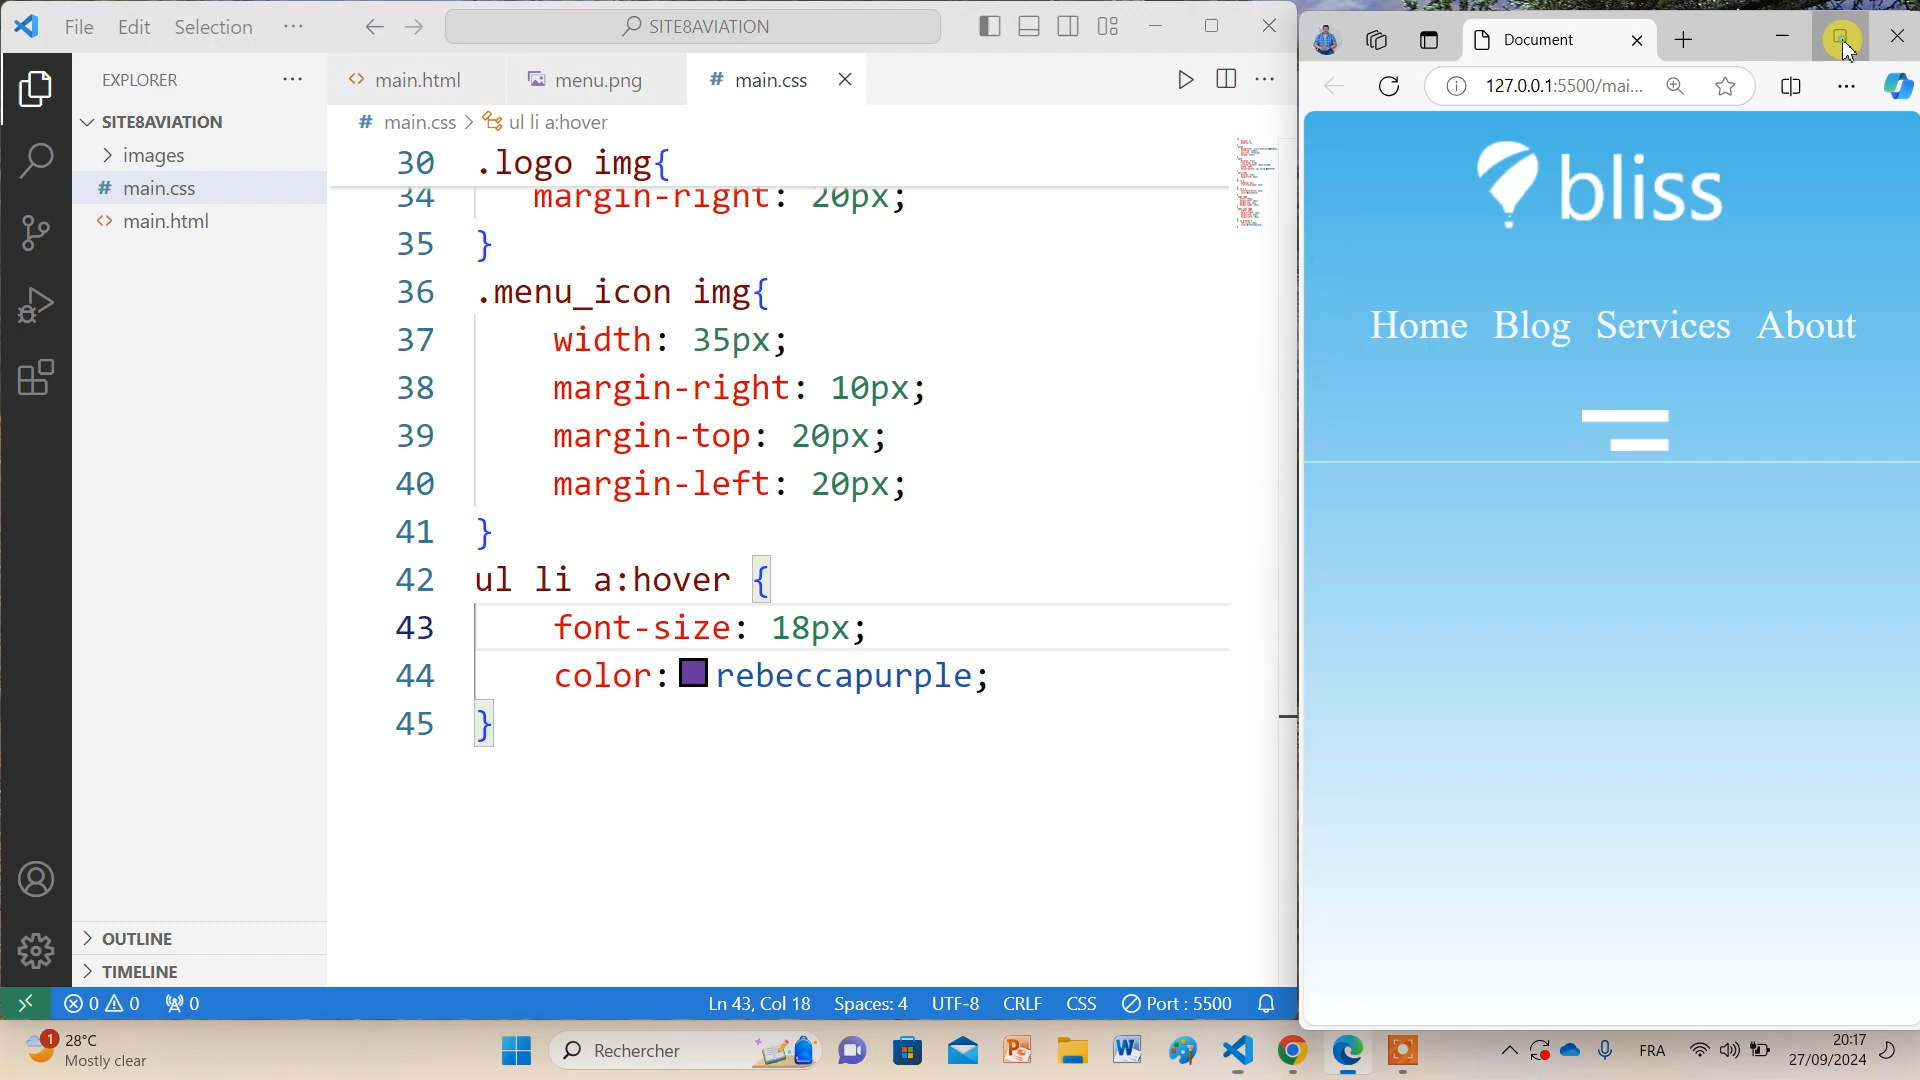 File Edit Selection ···
SITE8AVIATION
Document
127.0.0.1:5500/mai...
EXPLORER
SITE8AVIATION
images
# main.css
<> main.html
OUTLINE
TIMELINE
<> main.html
menu.png
# main.css
# main.css > ul li a:hover
30 .logo img{
34 margin-right: 20px;
35 }
36 .menu_icon img{
37 width: 35px;
38 margin-right: 10px;
39 margin-top: 20px;
40 margin-left: 20px;
41 }
42 ul li a:hover {
43 font-size: 18px;
44 color: rebeccapurple;
45 }
bliss
Home Blog Services About
0 0 0
Ln 43, Col 18 Spaces: 4 UTF-8 CRLF CSS Port : 5500
1
28°C
Mostly clear
Rechercher
FRA
20:17
27/09/2024